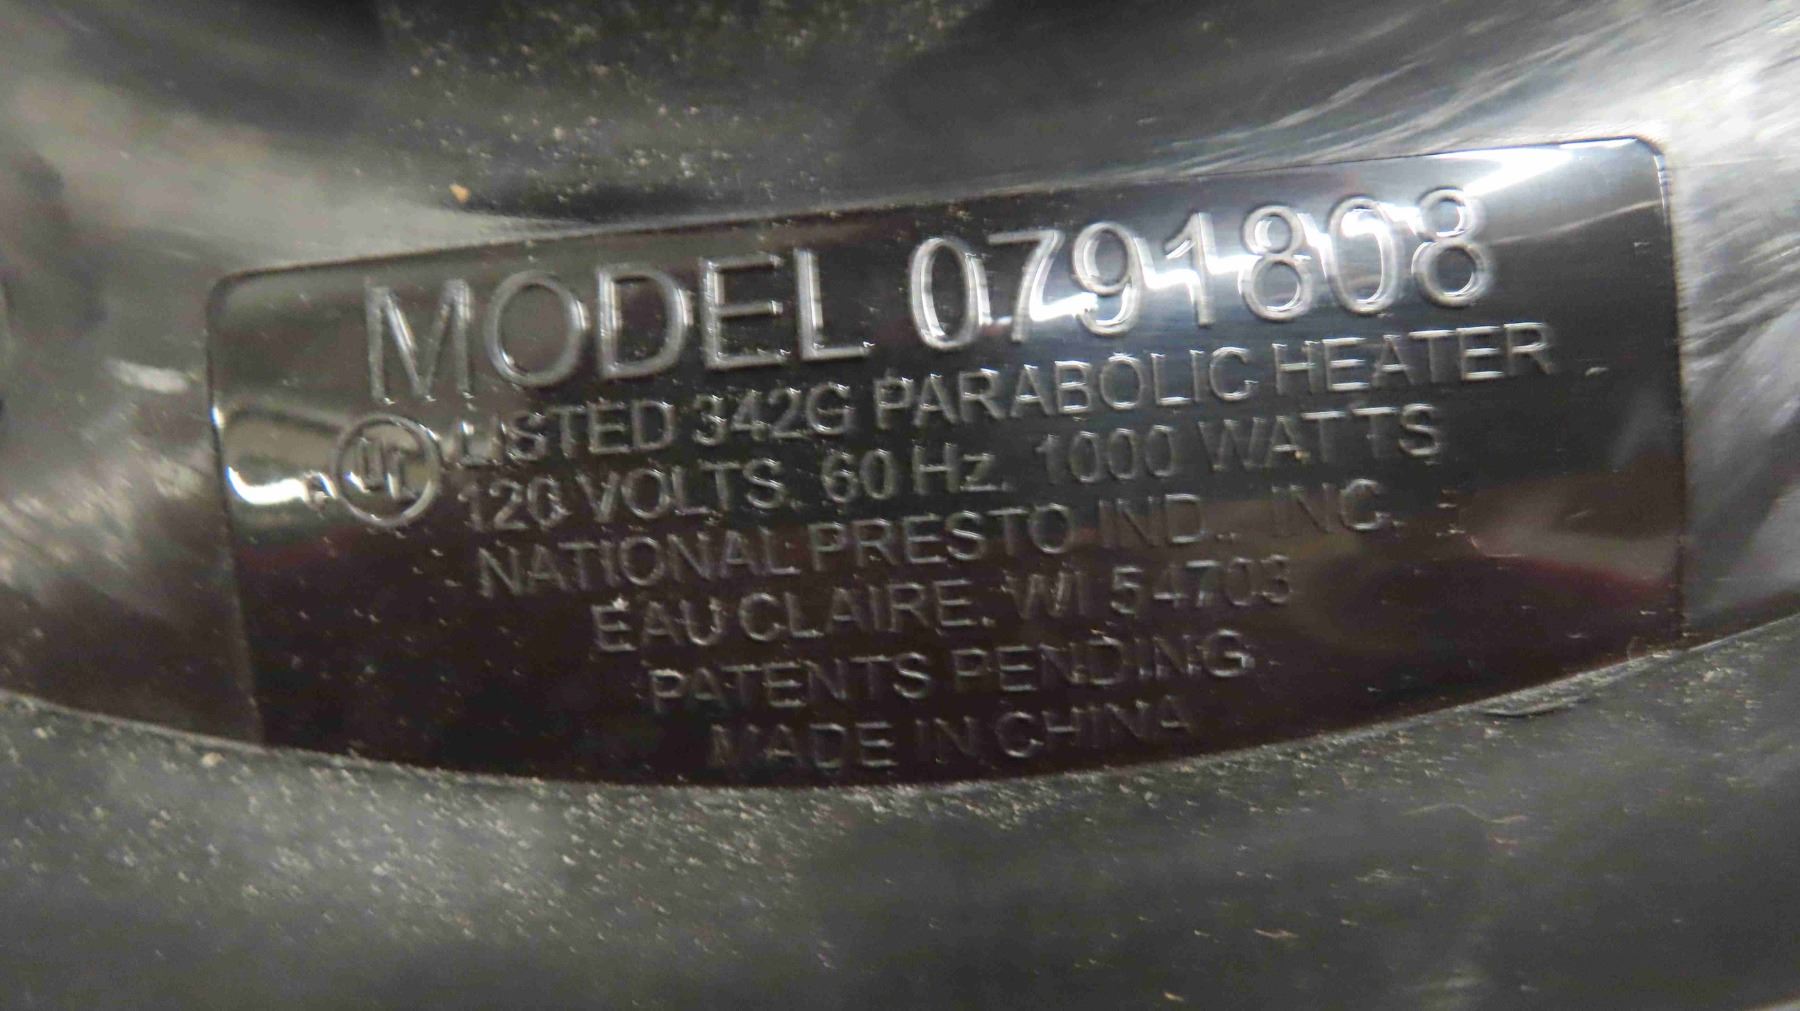 MODEL 0791808
UL LISTED 342G PARABOLIC HEATER
120 VOLTS, 60 Hz, 1000 WATTS
NATIONAL PRESTO IND., INC.
EAU CLAIRE, WI 54703
PATENTS PENDING
MADE IN CHINA